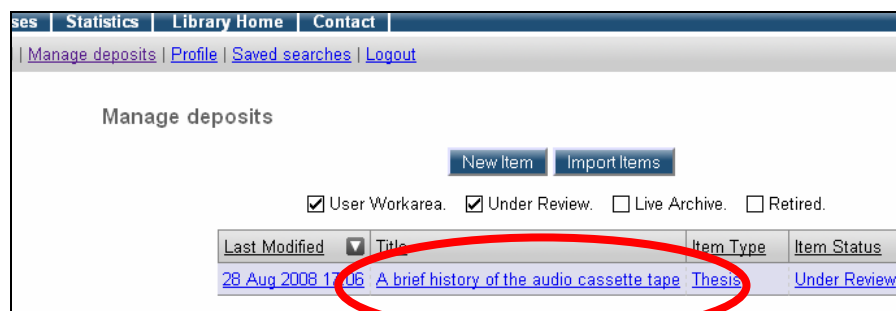 ses | Statistics | Library Home | Contact |
| Manage deposits | Profile | Saved searches | Logout
Manage deposits
New Item Import Items
User Workarea. Under Review. Live Archive. Retired.
Last Modified Title Item Type Item Status
28 Aug 2008 17:06 A brief history of the audio cassette tape Thesis Under Review